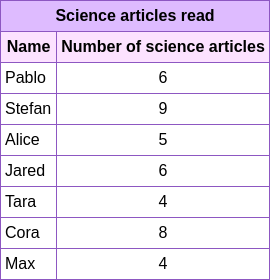 Science articles read
Name Number of science articles
Pablo 6
Stefan 9
Alice 5
Jared 6
Tara 4
Cora 8
Max 4